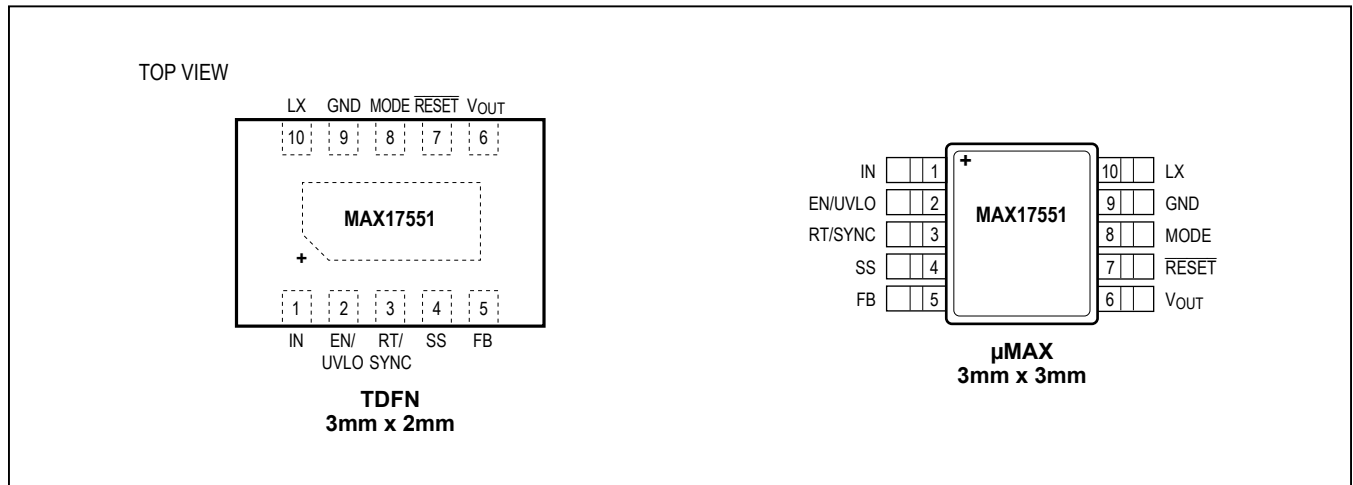 TOP VIEW
LX GND MODE RESET VOUT
10 9 8 7 6
MAX17551
+
1 2 3 4 5
IN EN/ RT/ SS FB
UVLO SYNC
TDFN
3mm x 2mm
+
IN 1 10 LX
EN/UVLO 2 MAX17551 9 GND
RT/SYNC 3 8 MODE
SS 4 7 RESET
FB 5 6 VOUT
µMAX
3mm x 3mm